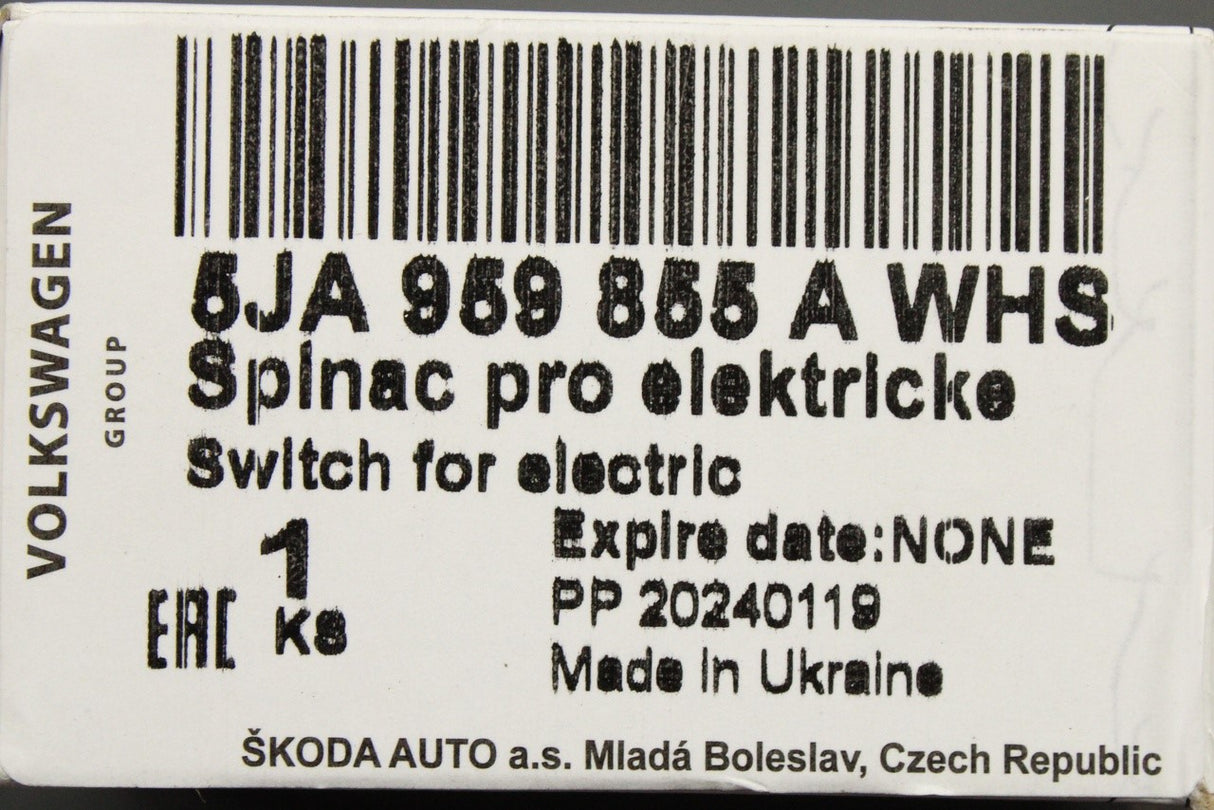 VOLKSWAGEN
GROUP
5JA 959 855 A WHS
Spinac pro elektricke
Switch for electric
1
ks
EAC
Expire date:NONE
PP 20240119
Made in Ukraine
ŠKODA AUTO a.s. Mladá Boleslav, Czech Republic